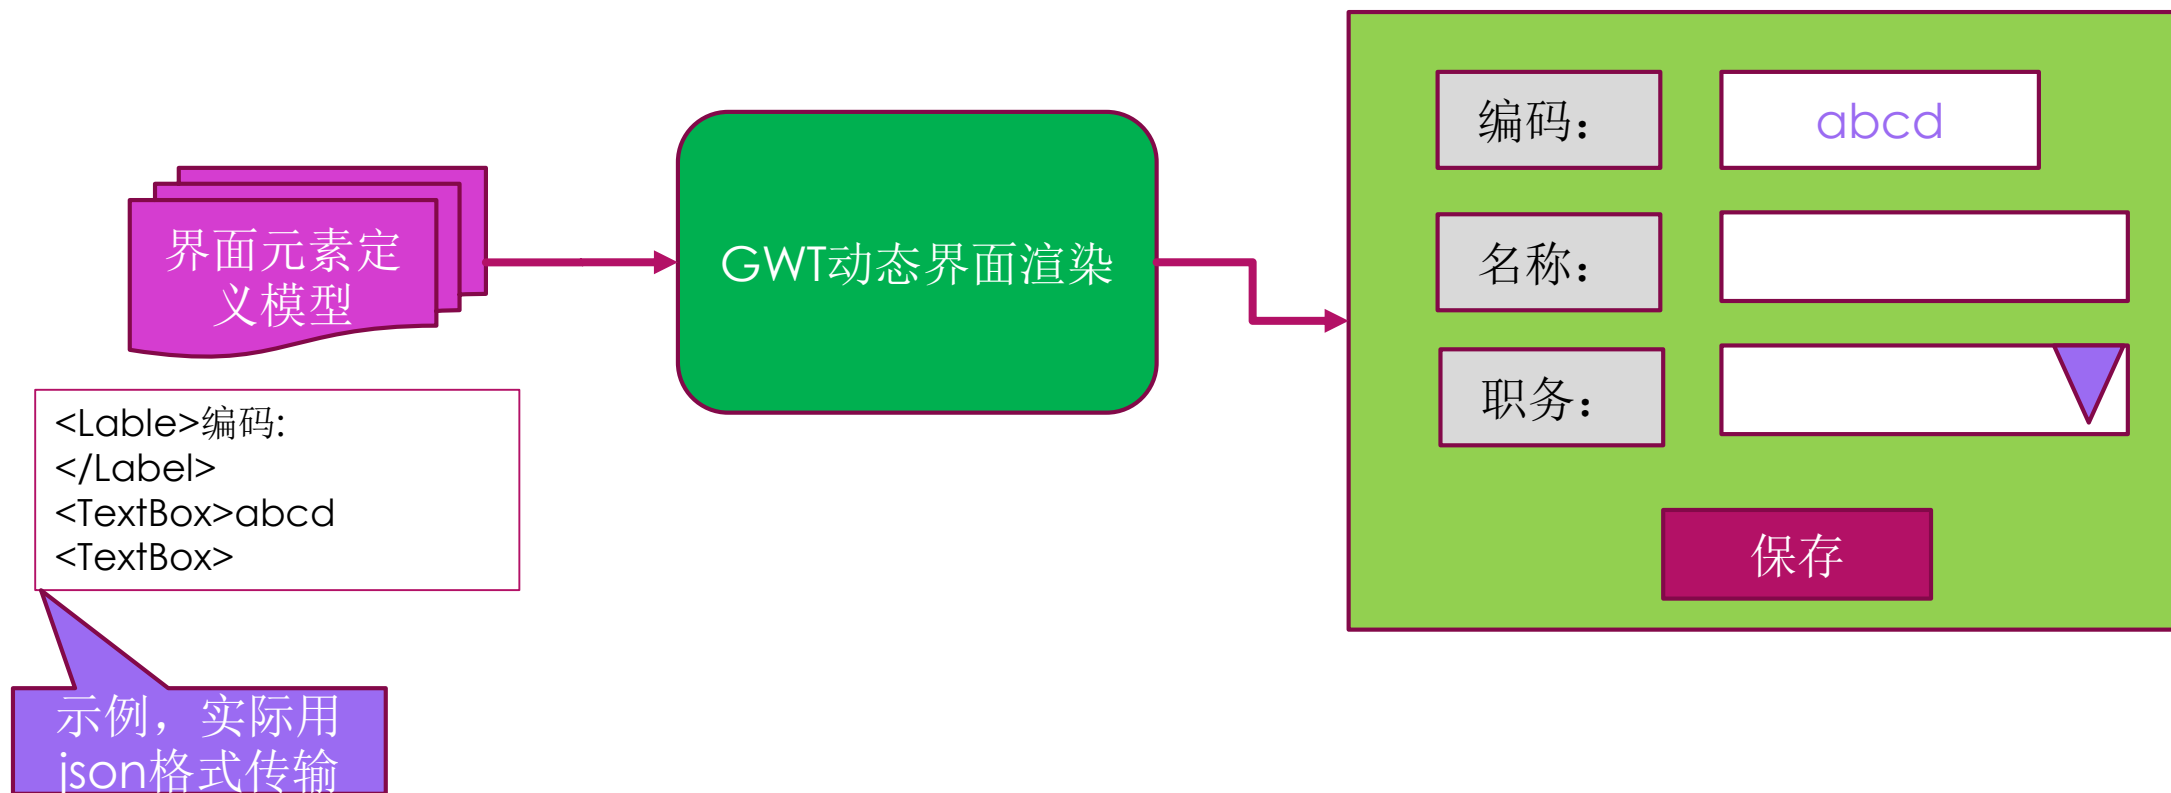 界面元素定
义模型
<Lable>编码:
</Label>
<TextBox>abcd
<TextBox>
示例，实际用
json格式传输
GWT动态界面渲染
编码：
abcd
名称：
职务：
保存